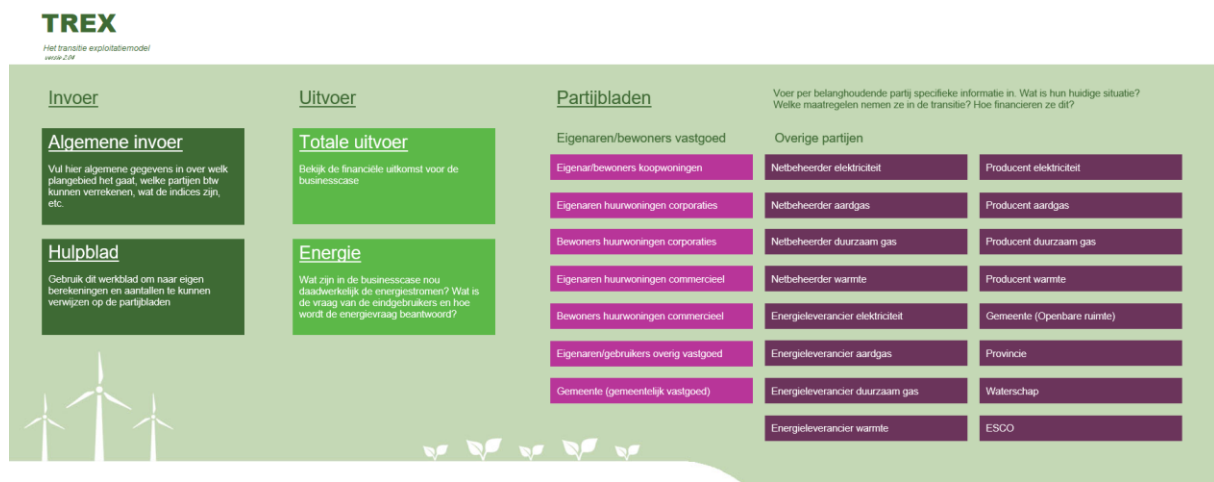 TREX
Het transitie exploitatiemodel
versie 2.04
Invoer
Algemene invoer
Vul hier algemene gegevens in over welk
plangebied het gaat, welke partijen btw
kunnen verrekenen, wat de indices zijn,
etc.
Hulpblad
Gebruik dit werkblad om naar eigen
berekeningen en aantallen te kunnen
verwijzen op de partijbladen
Uitvoer
Totale uitvoer
Bekijk de financiële uitkomst voor de
businesscase
Energie
Wat zijn in de businesscase nou
daadwerkelijk de energiestromen? Wat is
de vraag van de eindgebruikers en hoe
wordt de energievraag beantwoord?
Partijbladen
Voer per belanghoudende partij specifieke informatie in. Wat is hun huidige situatie?
Welke maatregelen nemen ze in de transitie? Hoe financieren ze dit?
Eigenaren/bewoners vastgoed
Eigenar/bewoners koopwoningen
Eigenaren huurwoningen corporaties
Bewoners huurwoningen corporaties
Eigenaren huurwoningen commercieel
Bewoners huurwoningen commercieel
Eigenaren/gebruikers overig vastgoed
Gemeente (gemeentelijk vastgoed)
Overige partijen
Netbeheerder elektriciteit
Netbeheerder aardgas
Netbeheerder duurzaam gas
Netbeheerder warmte
Energieleverancier elektriciteit
Energieleverancier aardgas
Energieleverancier duurzaam gas
Energieleverancier warmte
Producent elektriciteit
Producent aardgas
Producent duurzaam gas
Producent warmte
Gemeente (Openbare ruimte)
Provincie
Waterschap
ESCO